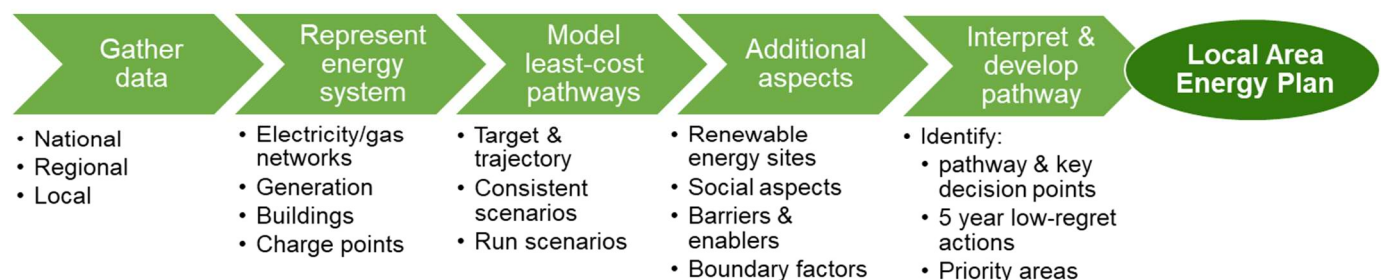 Gather
data
Represent
energy
system
Model
least-cost
pathways
Additional
aspects
Interpret &
develop
pathway
Local Area
Energy Plan
• National
• Regional
• Local
• Electricity/gas
networks
• Generation
• Buildings
• Charge points
• Target &
trajectory
• Consistent
scenarios
• Run scenarios
• Renewable
energy sites
• Social aspects
• Barriers &
enablers
• Boundary factors
• Identify:
• pathway & key
decision points
• 5 year low-regret
actions
• Priority areas